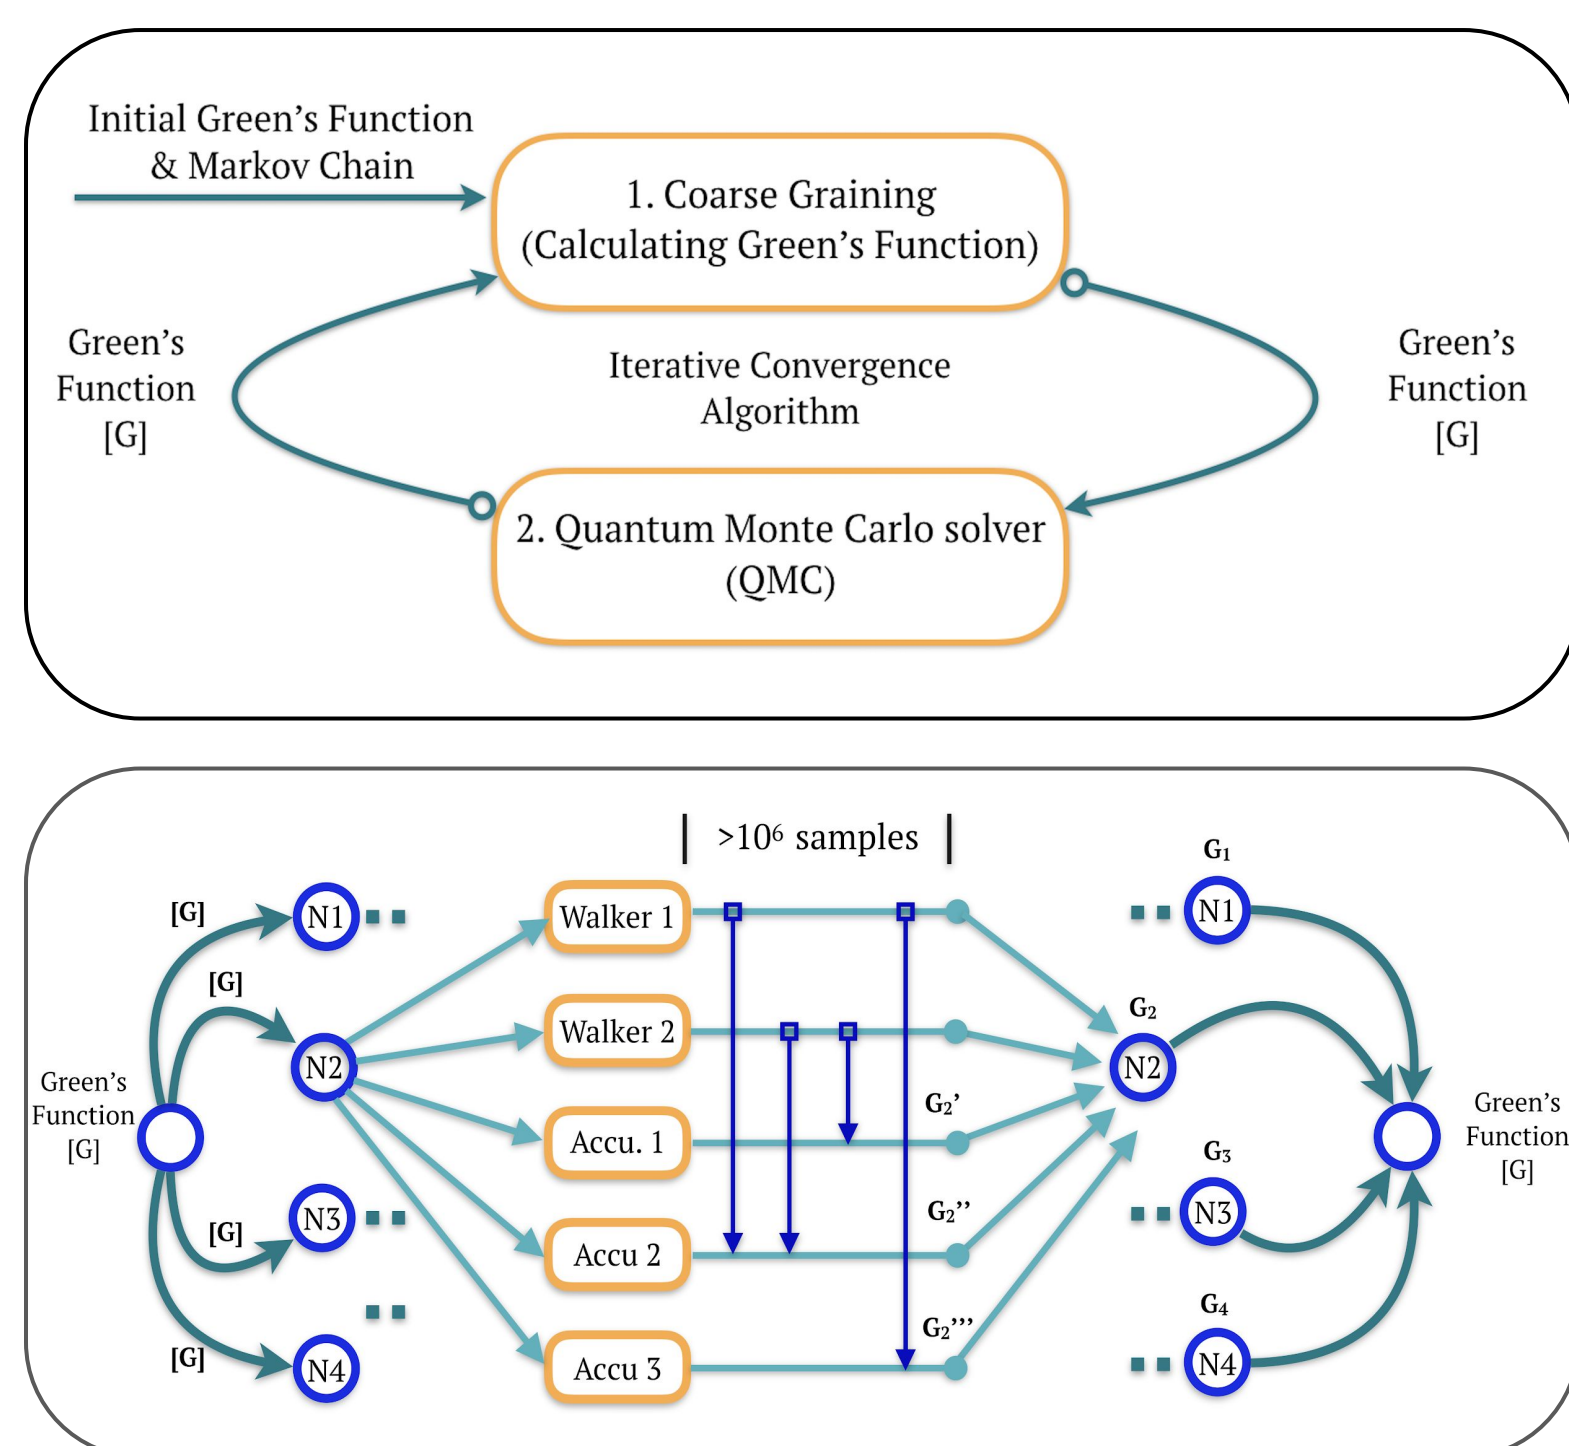 Initial Green’s Function
& Markov Chain
1. Coarse Graining
(Calculating Green’s Function)
Green’s
Function
[G]
Iterative Convergence
Algorithm
Green’s
Function
[G]
2. Quantum Monte Carlo solver
(QMC)
>10⁶ samples
[G]
N1
[G]
N2
Green’s
Function
[G]
[G]
N3
[G]
N4
Walker 1
Walker 2
Accu. 1
Accu 2
Accu 3
G₂’
G₂’’
G₂’’’
G₁
N1
G₂
N2
G₃
N3
G₄
N4
Green’s
Function
[G]